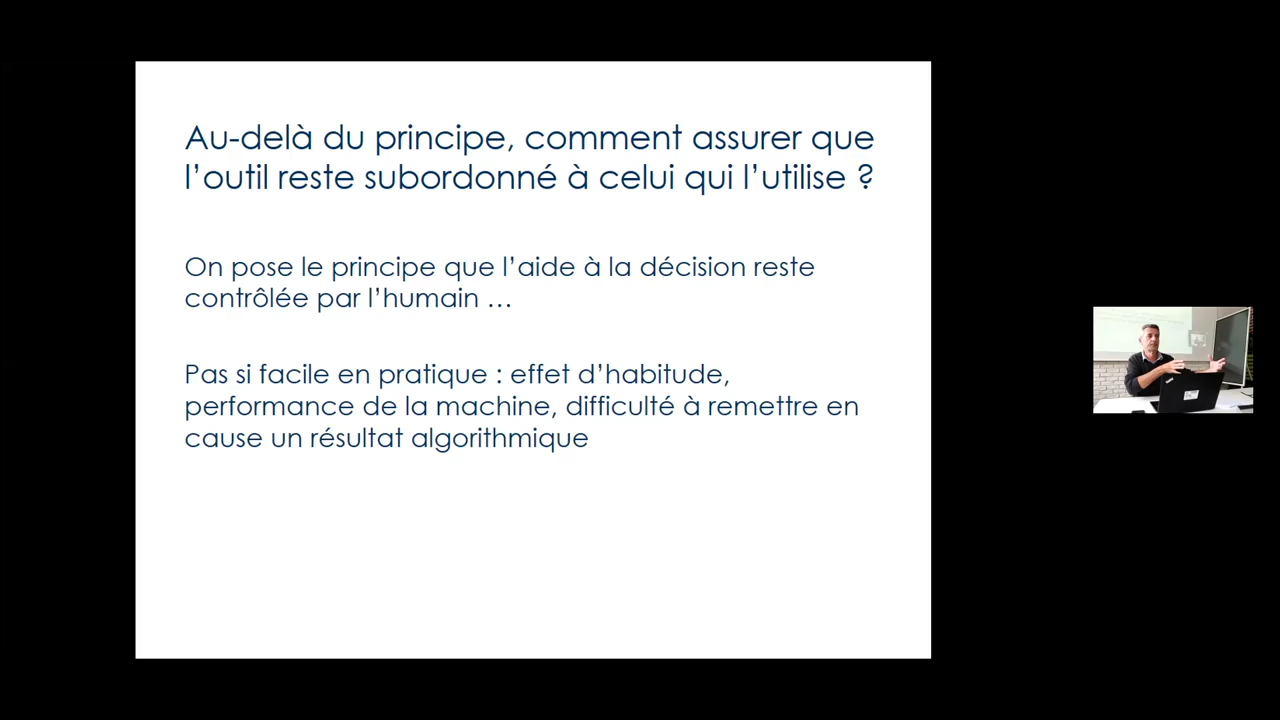 Au-delà du principe, comment assurer que
l’outil reste subordonné à celui qui l’utilise ?
On pose le principe que l’aide à la décision reste
contrôlée par l’humain …
Pas si facile en pratique : effet d’habitude,
performance de la machine, difficulté à remettre en
cause un résultat algorithmique